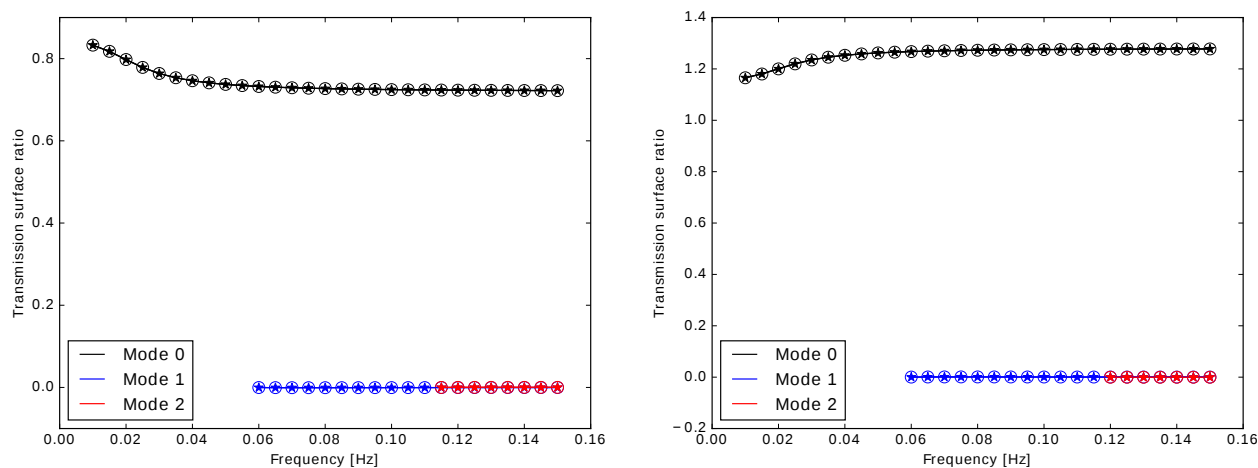 0.8
0.6
0.4
0.2
0.0
0.00 0.02 0.04 0.06 0.08 0.10 0.12 0.14 0.16
Frequency [Hz]
Transmission surface ratio
Mode 0
Mode 1
Mode 2
1.4
1.2
1.0
0.8
0.6
0.4
0.2
0.0
−0.2
0.00 0.02 0.04 0.06 0.08 0.10 0.12 0.14 0.16
Frequency [Hz]
Transmission surface ratio
Mode 0
Mode 1
Mode 2